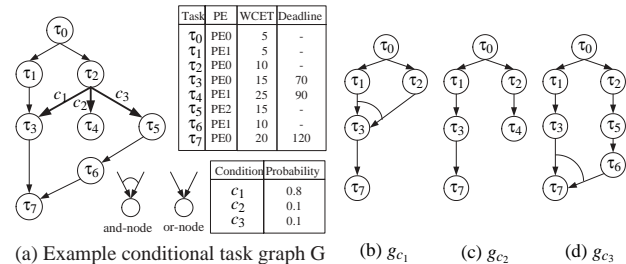 Task PE WCET Deadline
τ0 PE0 5 -
τ1 PE1 5 -
τ2 PE0 10 -
τ3 PE0 15 70
τ4 PE1 25 90
τ5 PE2 15 -
τ6 PE1 10 -
τ7 PE0 20 120
τ0
τ1 τ2
c1 c2 c3
τ3 τ4 τ5
τ6
τ7
and-node or-node
Condition Probability
c1 0.8
c2 0.1
c3 0.1
(a) Example conditional task graph G
τ0
τ1 τ2
τ3
τ7
(b) gc1
τ0
τ1 τ2
τ3 τ4
τ7
(c) gc2
τ0
τ1 τ2
τ3 τ5
τ6
τ7
(d) gc3